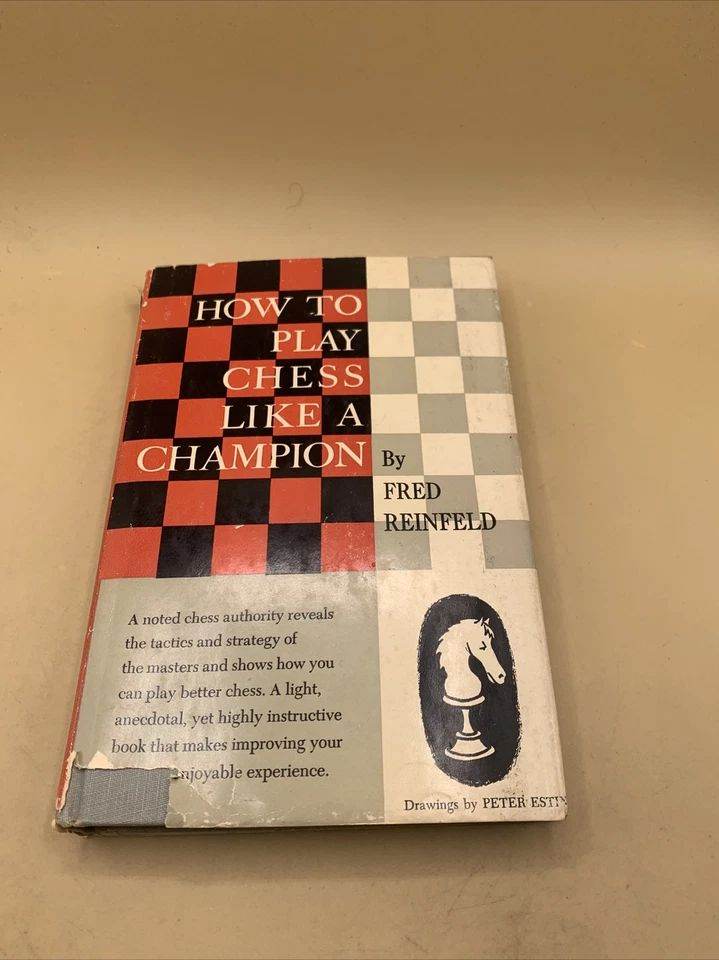 HOW TO
PLAY
CHESS
LIKE A
CHAMPION
By
FRED
REINFELD
A noted chess authority reveals
the tactics and strategy of
the masters and shows how you
can play better chess. A light,
anecdotal, yet highly instructive
book that makes improving your
enjoyable experience.
Drawings by PETER ESTIN